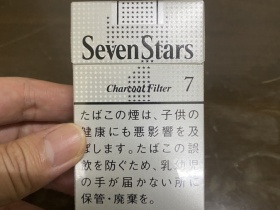 Seven Stars
Charcoal Filter 7
たばこの煙は、子供の
健康にも悪影響を及
ぼします。たばこの誤
飲を防ぐため、乳幼児
の手が届かない所に
保管・廃棄を。